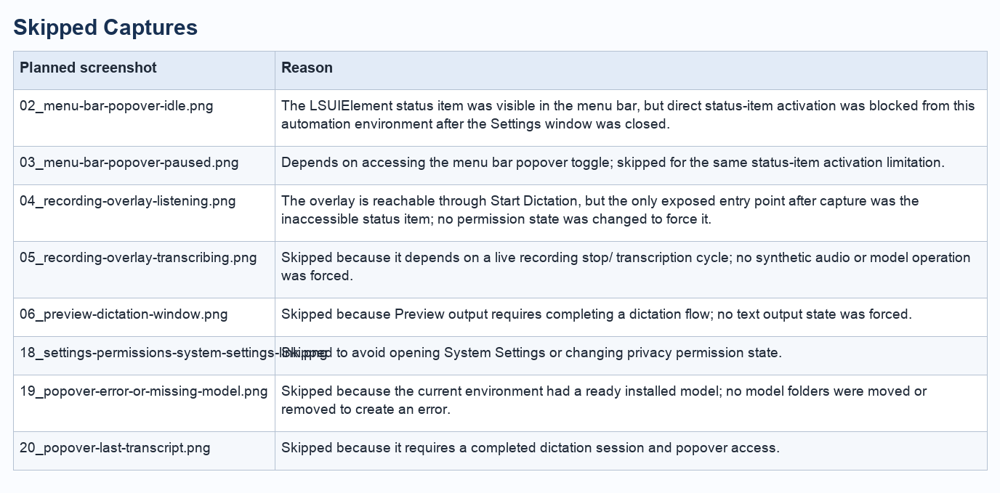 Skipped Captures
Planned screenshot
Reason
02_menu-bar-popover-idle.png
The LSUIElement status item was visible in the menu bar, but direct status-item activation was blocked from this
automation environment after the Settings window was closed.
03_menu-bar-popover-paused.png
Depends on accessing the menu bar popover toggle; skipped for the same status-item activation limitation.
04_recording-overlay-listening.png
The overlay is reachable through Start Dictation, but the only exposed entry point after capture was the
inaccessible status item; no permission state was changed to force it.
05_recording-overlay-transcribing.png
Skipped because it depends on a live recording stop/ transcription cycle; no synthetic audio or model operation
was forced.
06_preview-dictation-window.png
Skipped because Preview output requires completing a dictation flow; no text output state was forced.
18_settings-permissions-system-settings-link.png
Skipped to avoid opening System Settings or changing privacy permission state.
19_popover-error-or-missing-model.png
Skipped because the current environment had a ready installed model; no model folders were moved or
removed to create an error.
20_popover-last-transcript.png
Skipped because it requires a completed dictation session and popover access.